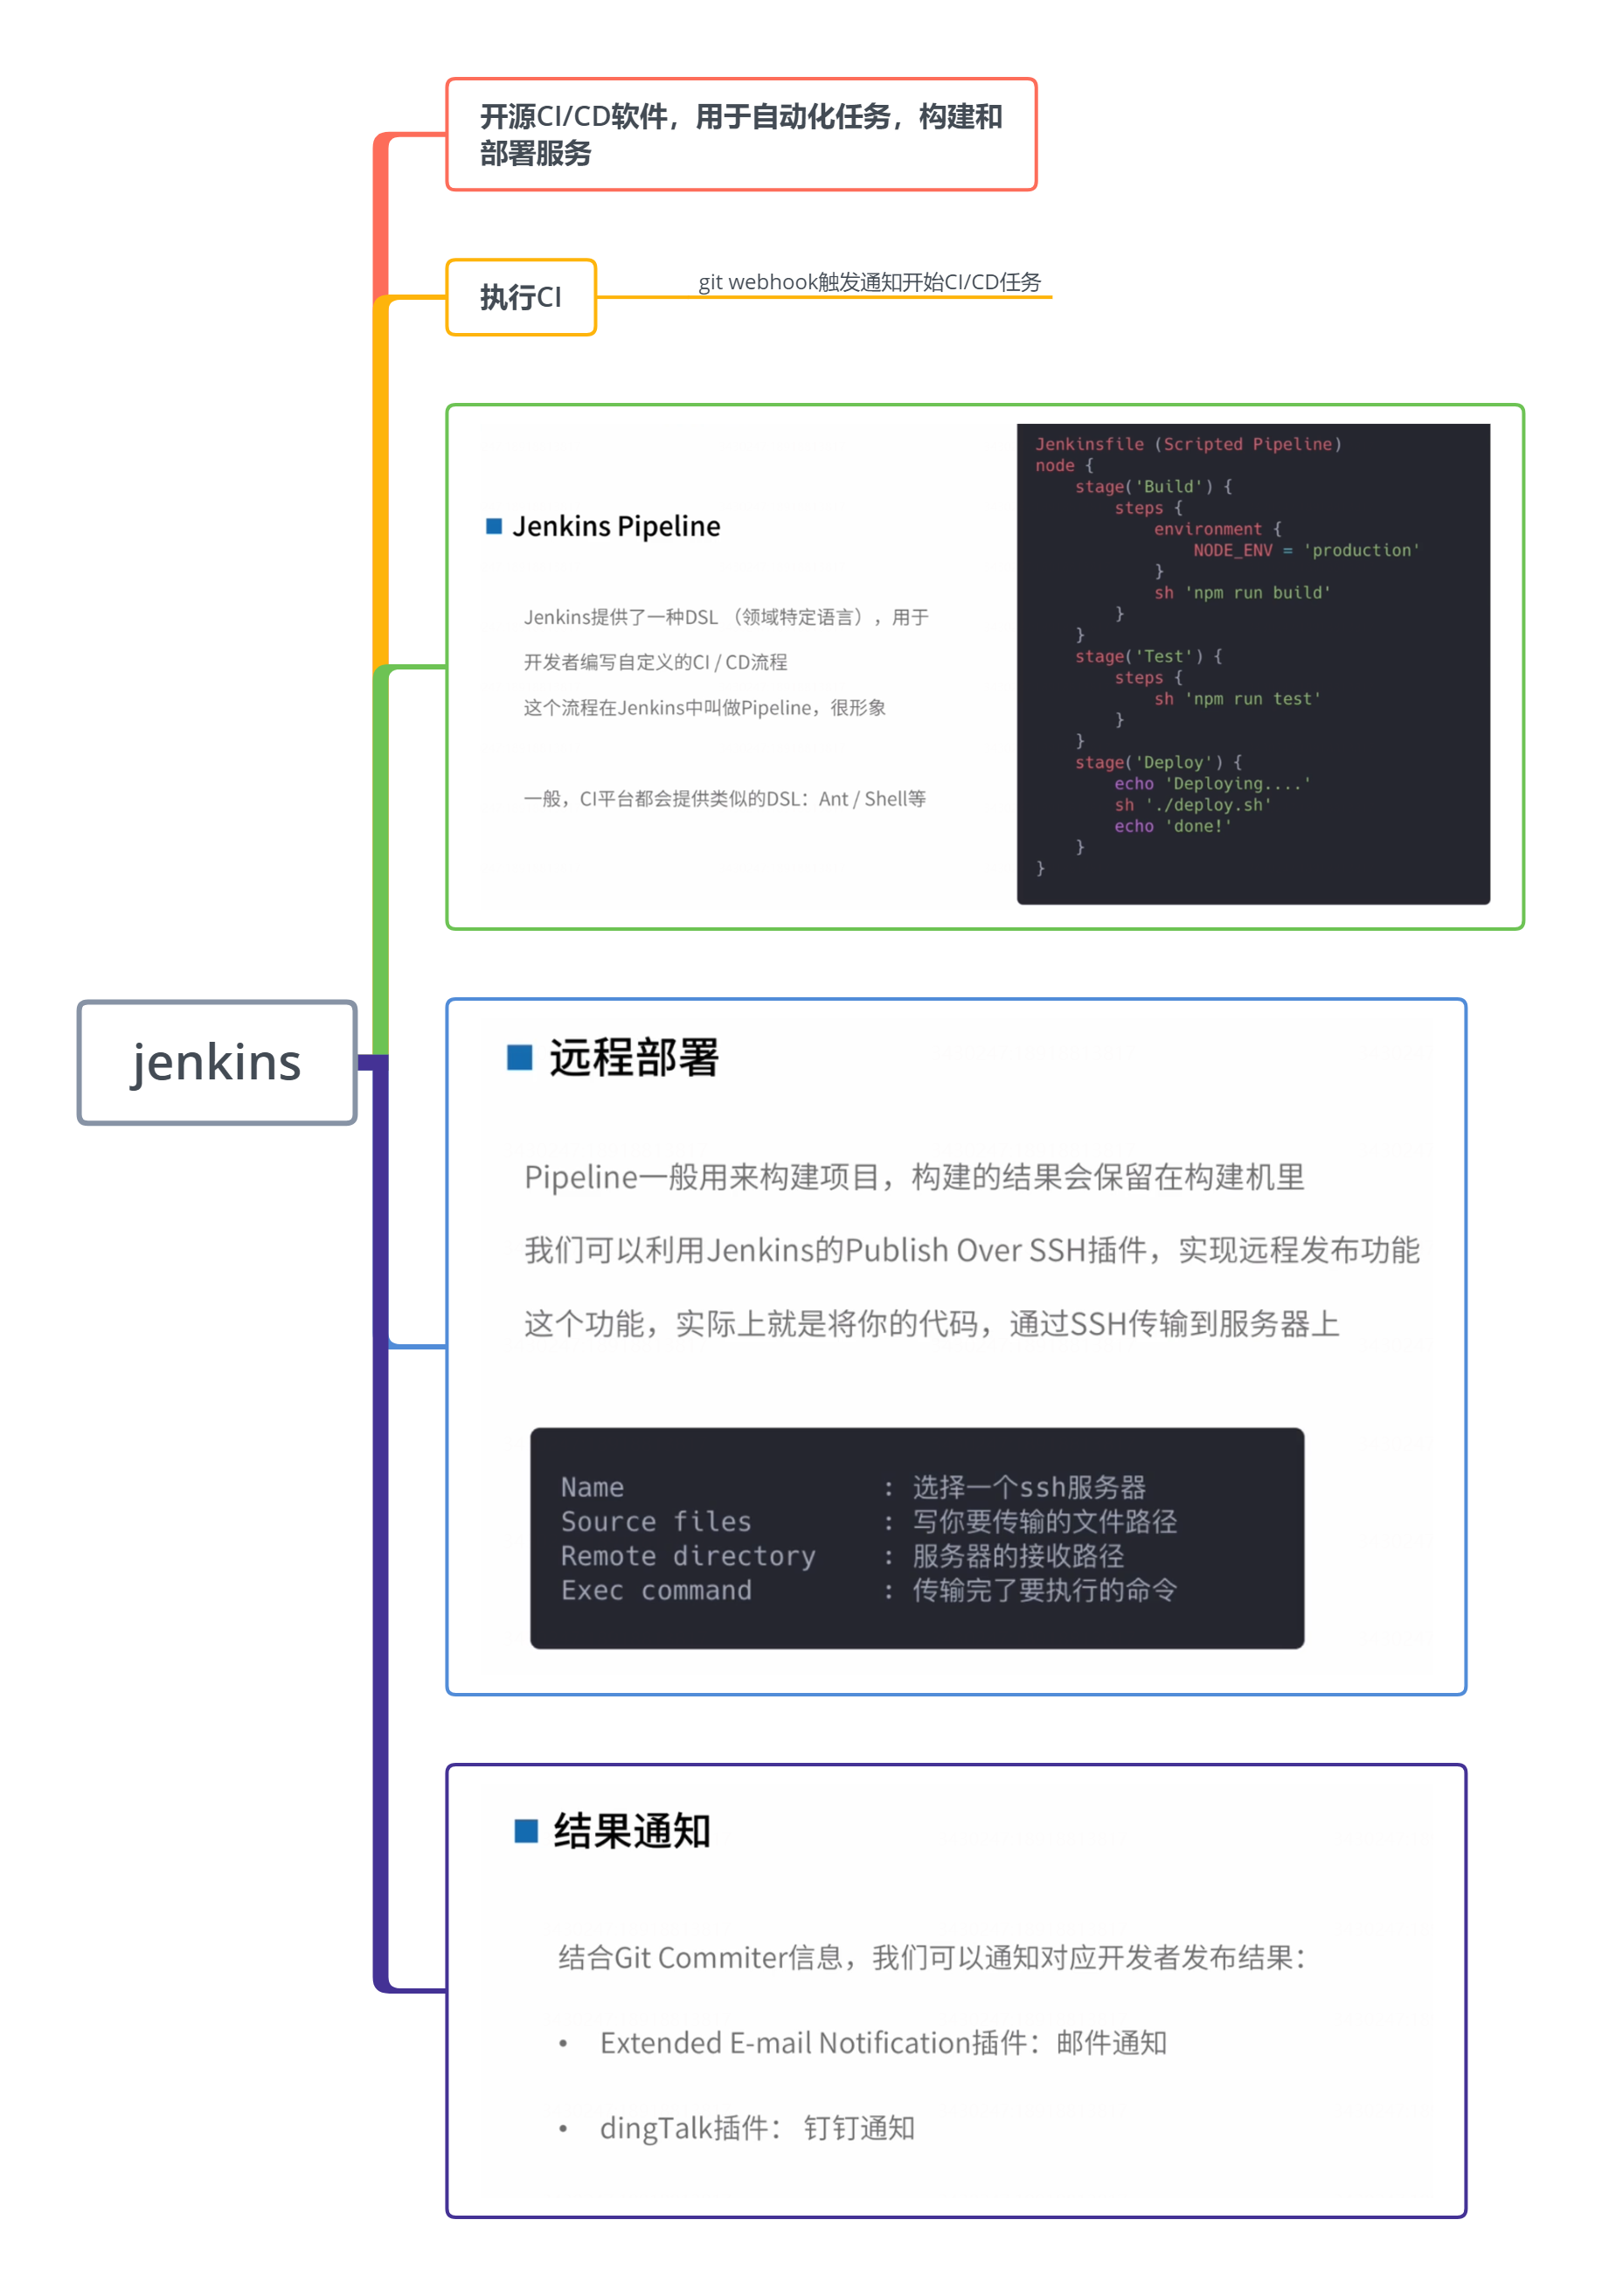 开源CI/CD软件，用于自动化任务，构建和
部署服务
执行CI
git webhook触发通知开始CI/CD任务
Jenkins Pipeline
Jenkins提供了一种DSL （领域特定语言），用于
开发者编写自定义的CI / CD流程
这个流程在Jenkins中叫做Pipeline，很形象
一般，CI平台都会提供类似的DSL：Ant / Shell等
Jenkinsfile (Scripted Pipeline)
node {
    stage('Build') {
        steps {
            environment {
                NODE_ENV = 'production'
            }
            sh 'npm run build'
        }
    }
    stage('Test') {
        steps {
            sh 'npm run test'
        }
    }
    stage('Deploy') {
        echo 'Deploying....'
        sh './deploy.sh'
        echo 'done!'
    }
}
jenkins
远程部署
Pipeline一般用来构建项目，构建的结果会保留在构建机里
我们可以利用Jenkins的Publish Over SSH插件，实现远程发布功能
这个功能，实际上就是将你的代码，通过SSH传输到服务器上
Name : 选择一个ssh服务器
Source files : 写你要传输的文件路径
Remote directory : 服务器的接收路径
Exec command : 传输完了要执行的命令
结果通知
结合Git Commiter信息，我们可以通知对应开发者发布结果：
• Extended E-mail Notification插件：邮件通知
• dingTalk插件： 钉钉通知